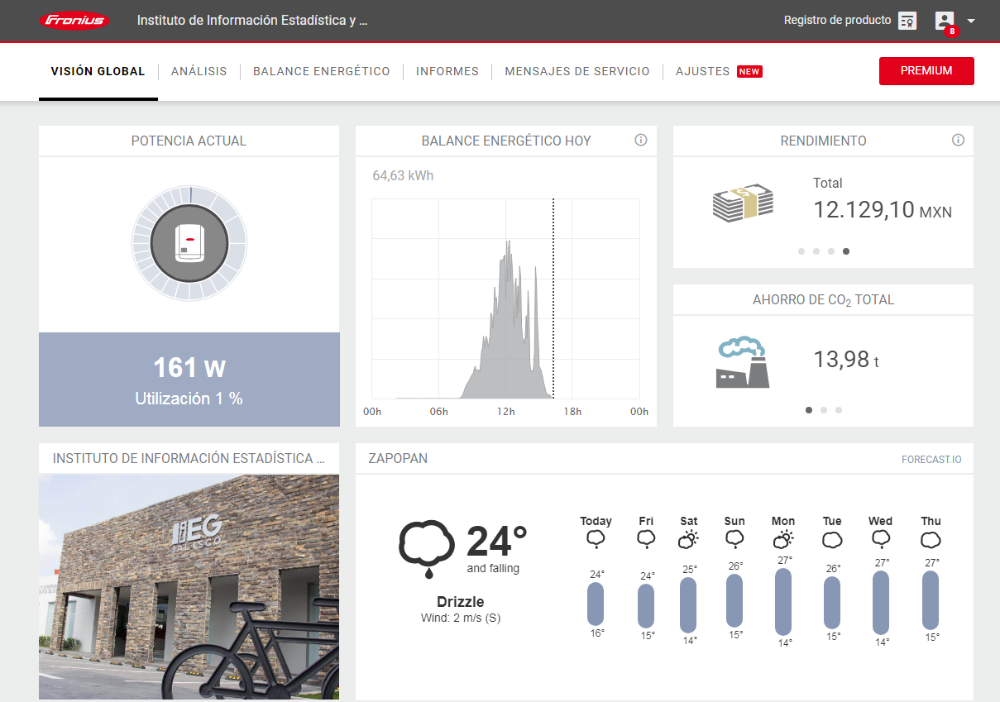 Fronius
Instituto de Información Estadística y ...
Registro de producto
8
VISIÓN GLOBAL
ANÁLISIS
BALANCE ENERGÉTICO
INFORMES
MENSAJES DE SERVICIO
AJUSTES NEW
PREMIUM
POTENCIA ACTUAL
161 W
Utilización 1 %
BALANCE ENERGÉTICO HOY
64,63 kWh
00h 06h 12h 18h 00h
RENDIMIENTO
Total
12.129,10 MXN
AHORRO DE CO2 TOTAL
13,98 t
INSTITUTO DE INFORMACIÓN ESTADÍSTICA ...
IIEG
JALISCO
ZAPOPAN
FORECAST.IO
24°
and falling
Drizzle
Wind: 2 m/s (S)
Today Fri Sat Sun Mon Tue Wed Thu
24° 24° 25° 26° 27° 26° 27° 27°
16° 15° 14° 15° 14° 15° 14° 15°